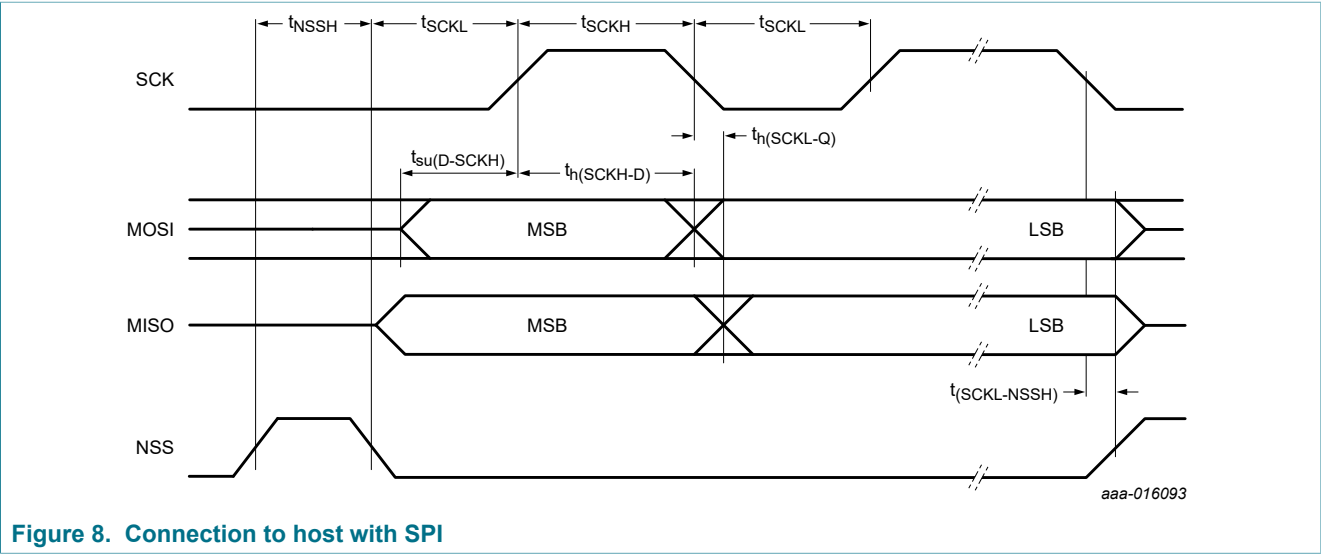 tNSSH tSCKL tSCKH tSCKL
SCK
th(SCKL-Q)
tsu(D-SCKH)
th(SCKH-D)
MOSI MSB LSB
MISO MSB LSB
t(SCKL-NSSH)
NSS
aaa-016093
Figure 8. Connection to host with SPI